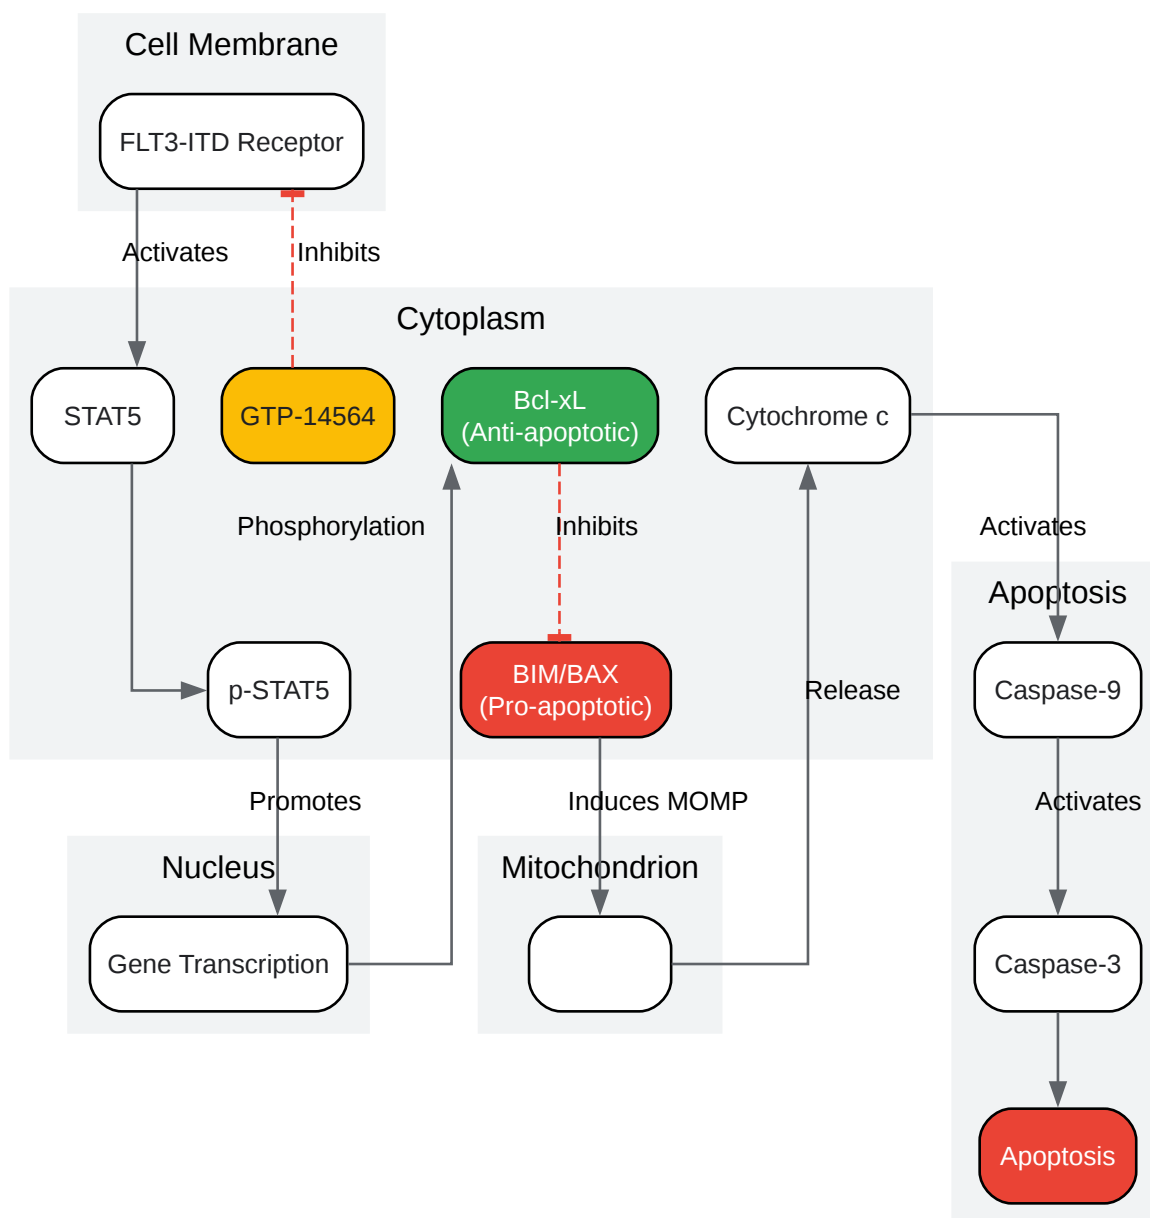 Cell Membrane
FLT3-ITD Receptor
Activates
Inhibits
Cytoplasm
STAT5
GTP-14564
Bcl-xL
(Anti-apoptotic)
Cytochrome c
Phosphorylation
Inhibits
Activates
Apoptosis
p-STAT5
BIM/BAX
(Pro-apoptotic)
Release
Caspase-9
Promotes
Induces MOMP
Activates
Nucleus
Mitochondrion
Gene Transcription
Caspase-3
Apoptosis